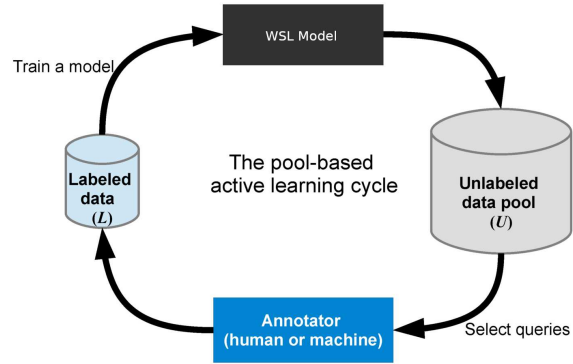 WSL Model
Train a model
The pool-based
active learning cycle
Labeled
data
(L)
Unlabeled
data pool
(U)
Annotator
(human or machine)
Select queries